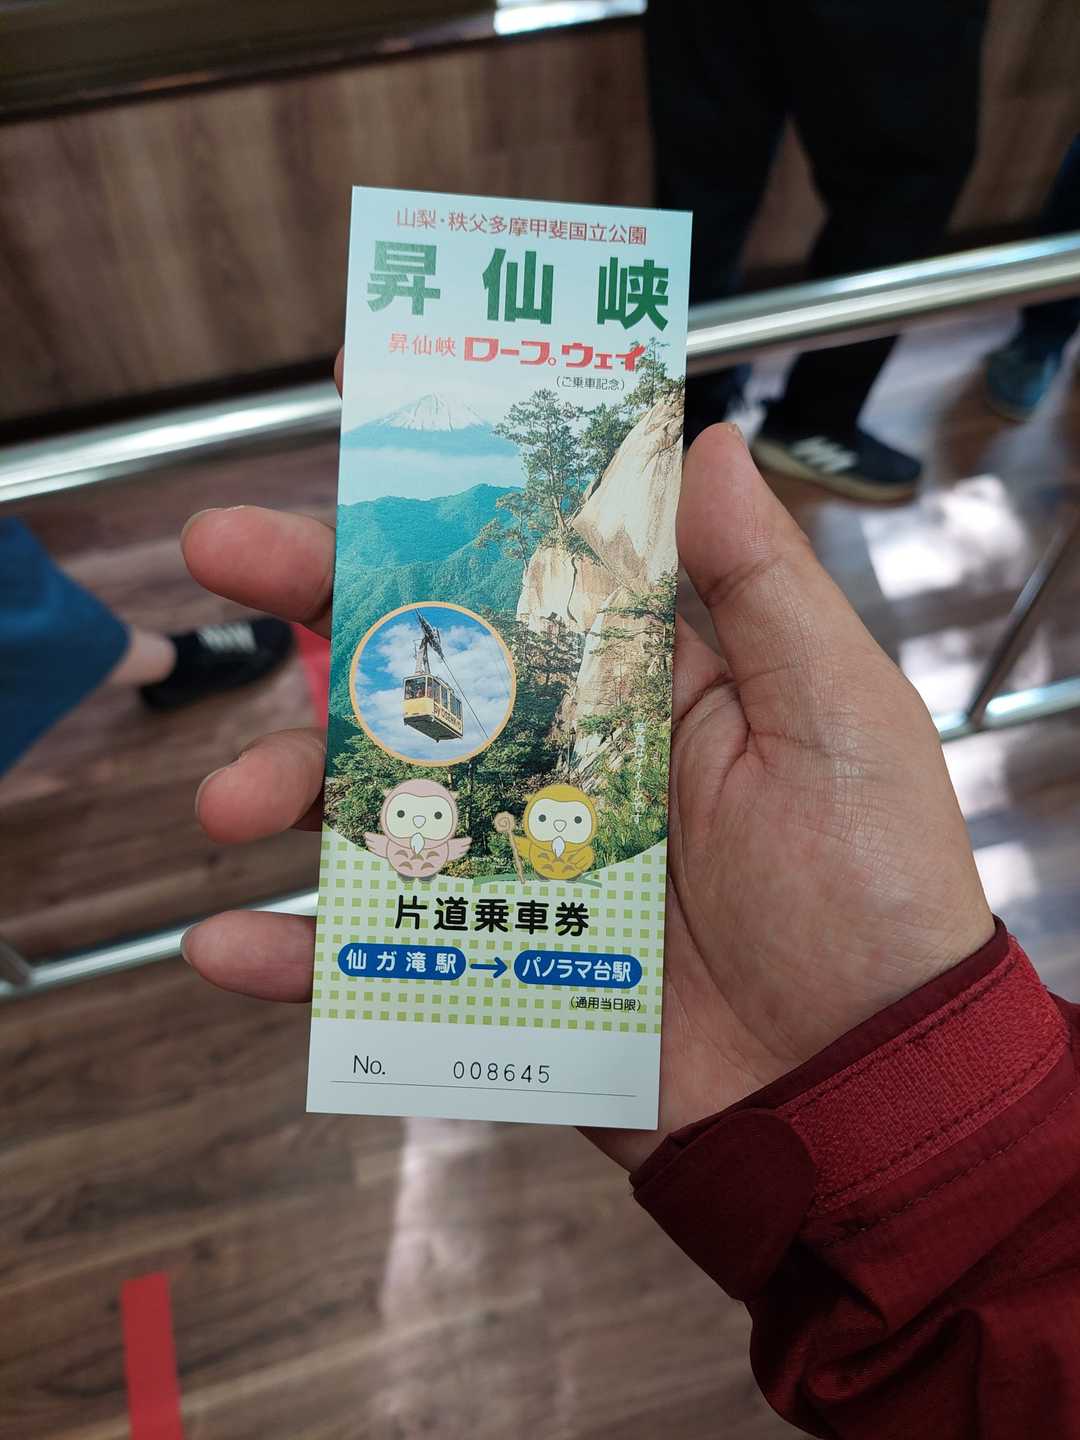 山梨・秩父多摩甲斐国立公園
昇仙峡
昇仙峡 ロープウェイ
(ご乗車記念)
片道乗車券
仙ガ滝駅 → パノラマ台駅
(通用当日限)
No. 008645